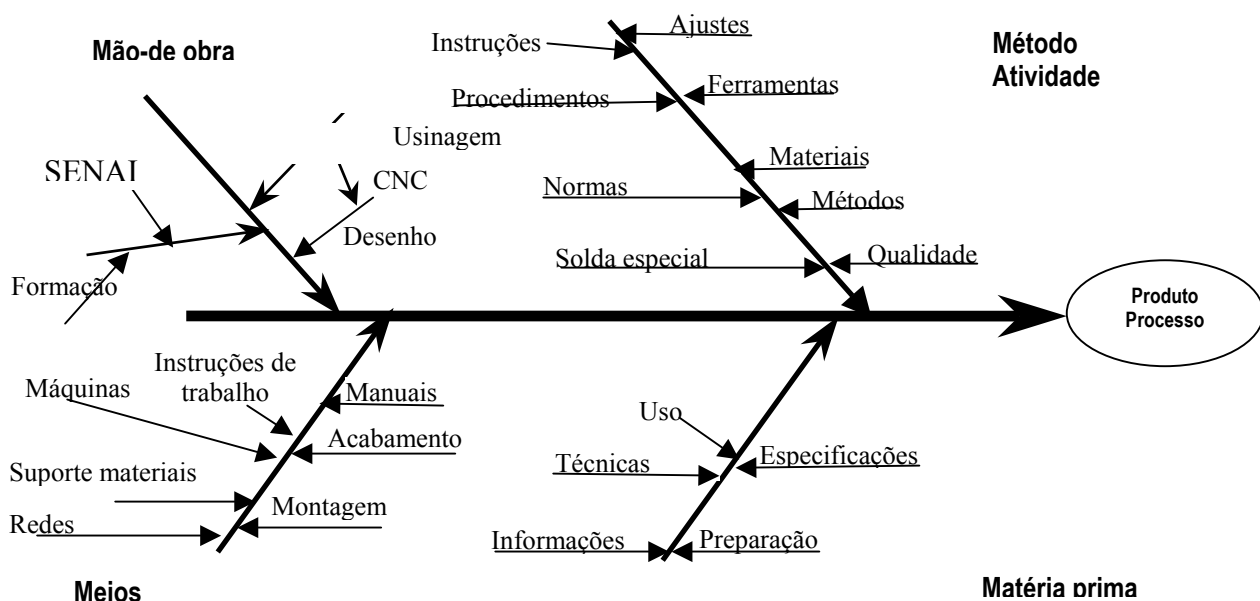 Mão-de obra
Instruções
Ajustes
Método
Atividade
Procedimentos
Ferramentas
Usinagem
SENAI
CNC
Materiais
Normas
Métodos
Desenho
Solda especial
Qualidade
Formação
Produto
Processo
Instruções de
trabalho
Máquinas
Manuais
Uso
Acabamento
Técnicas
Especificações
Suporte materiais
Montagem
Redes
Informações
Preparação
Meios
Matéria prima